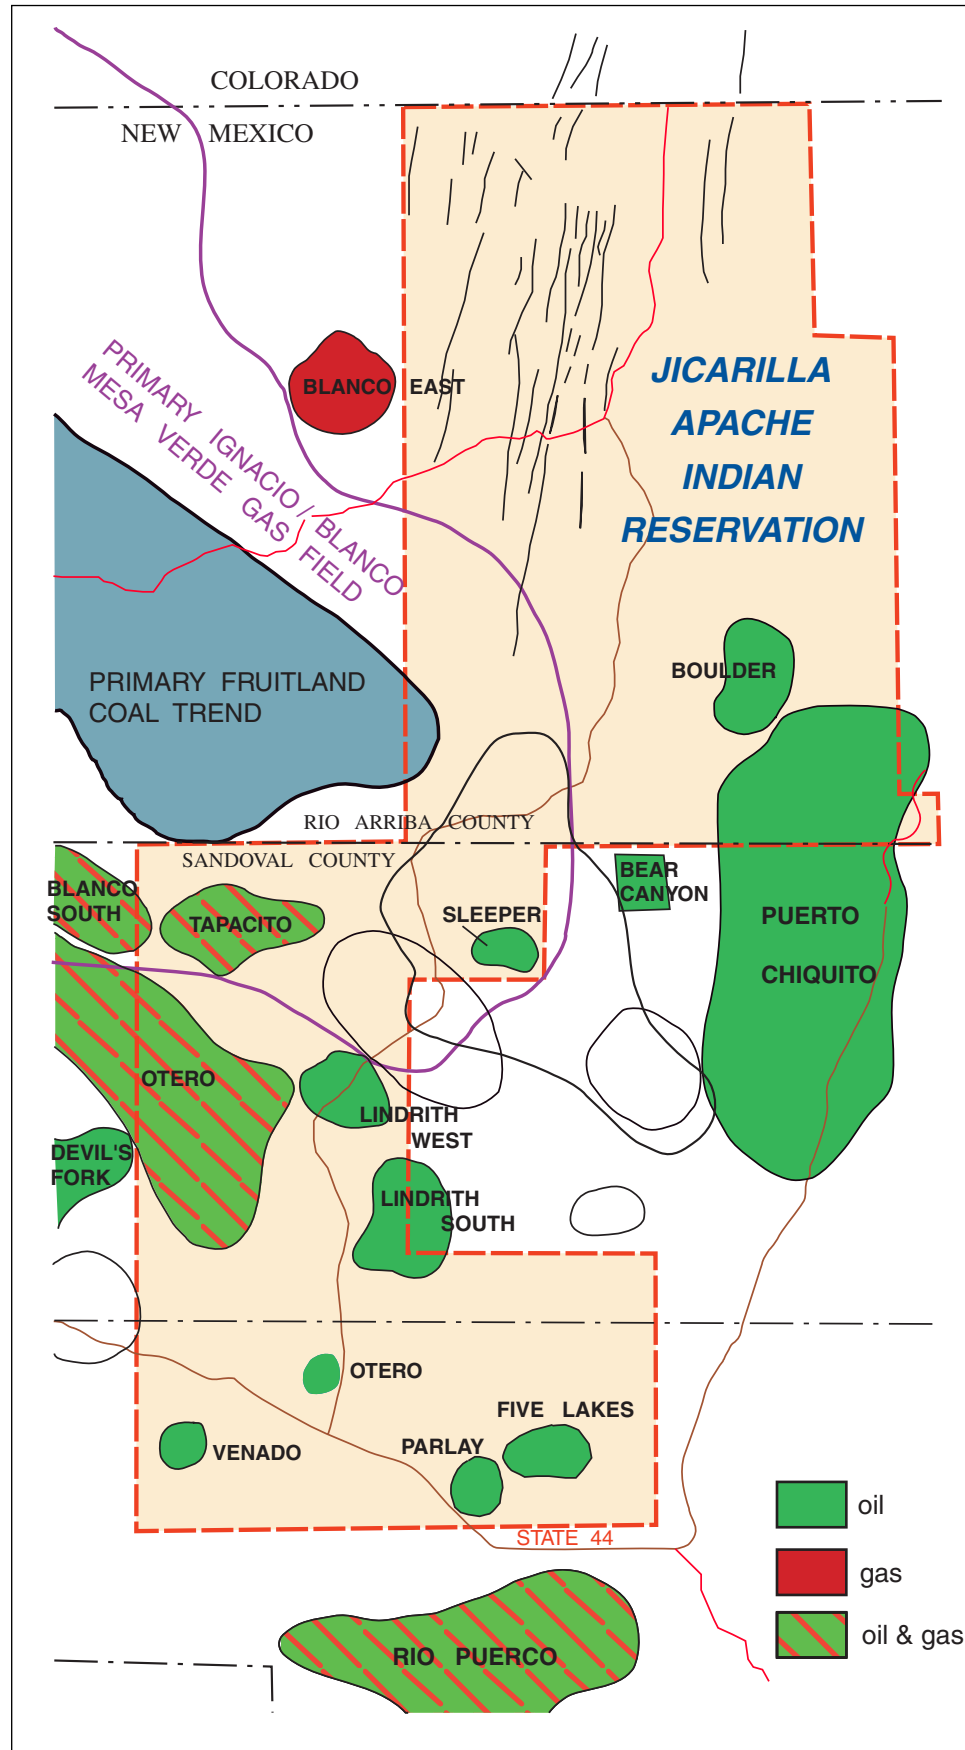 COLORADO
NEW MEXICO
BLANCO EAST
PRIMARY IGNACIO / BLANCO
MESA VERDE GAS FIELD
JICARILLA
APACHE
INDIAN
RESERVATION
BOULDER
PRIMARY FRUITLAND
COAL TREND
RIO ARRIBA COUNTY
SANDOVAL COUNTY
BLANCO
SOUTH
TAPACITO
SLEEPER
BEAR
CANYON
PUERTO
CHIQUITO
OTERO
LINDRITH
WEST
DEVIL'S
FORK
LINDRITH
SOUTH
OTERO
FIVE LAKES
VENADO
PARLAY
STATE 44
oil
gas
oil & gas
RIO PUERCO